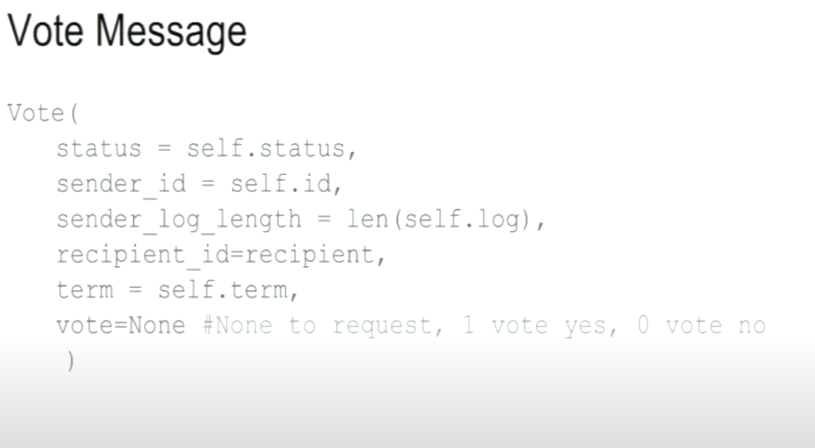 Vote Message
Vote(
status = self.status,
sender_id = self.id,
sender_log_length = len(self.log),
recipient_id=recipient,
term = self.term,
vote=None #None to request, 1 vote yes, 0 vote no
)